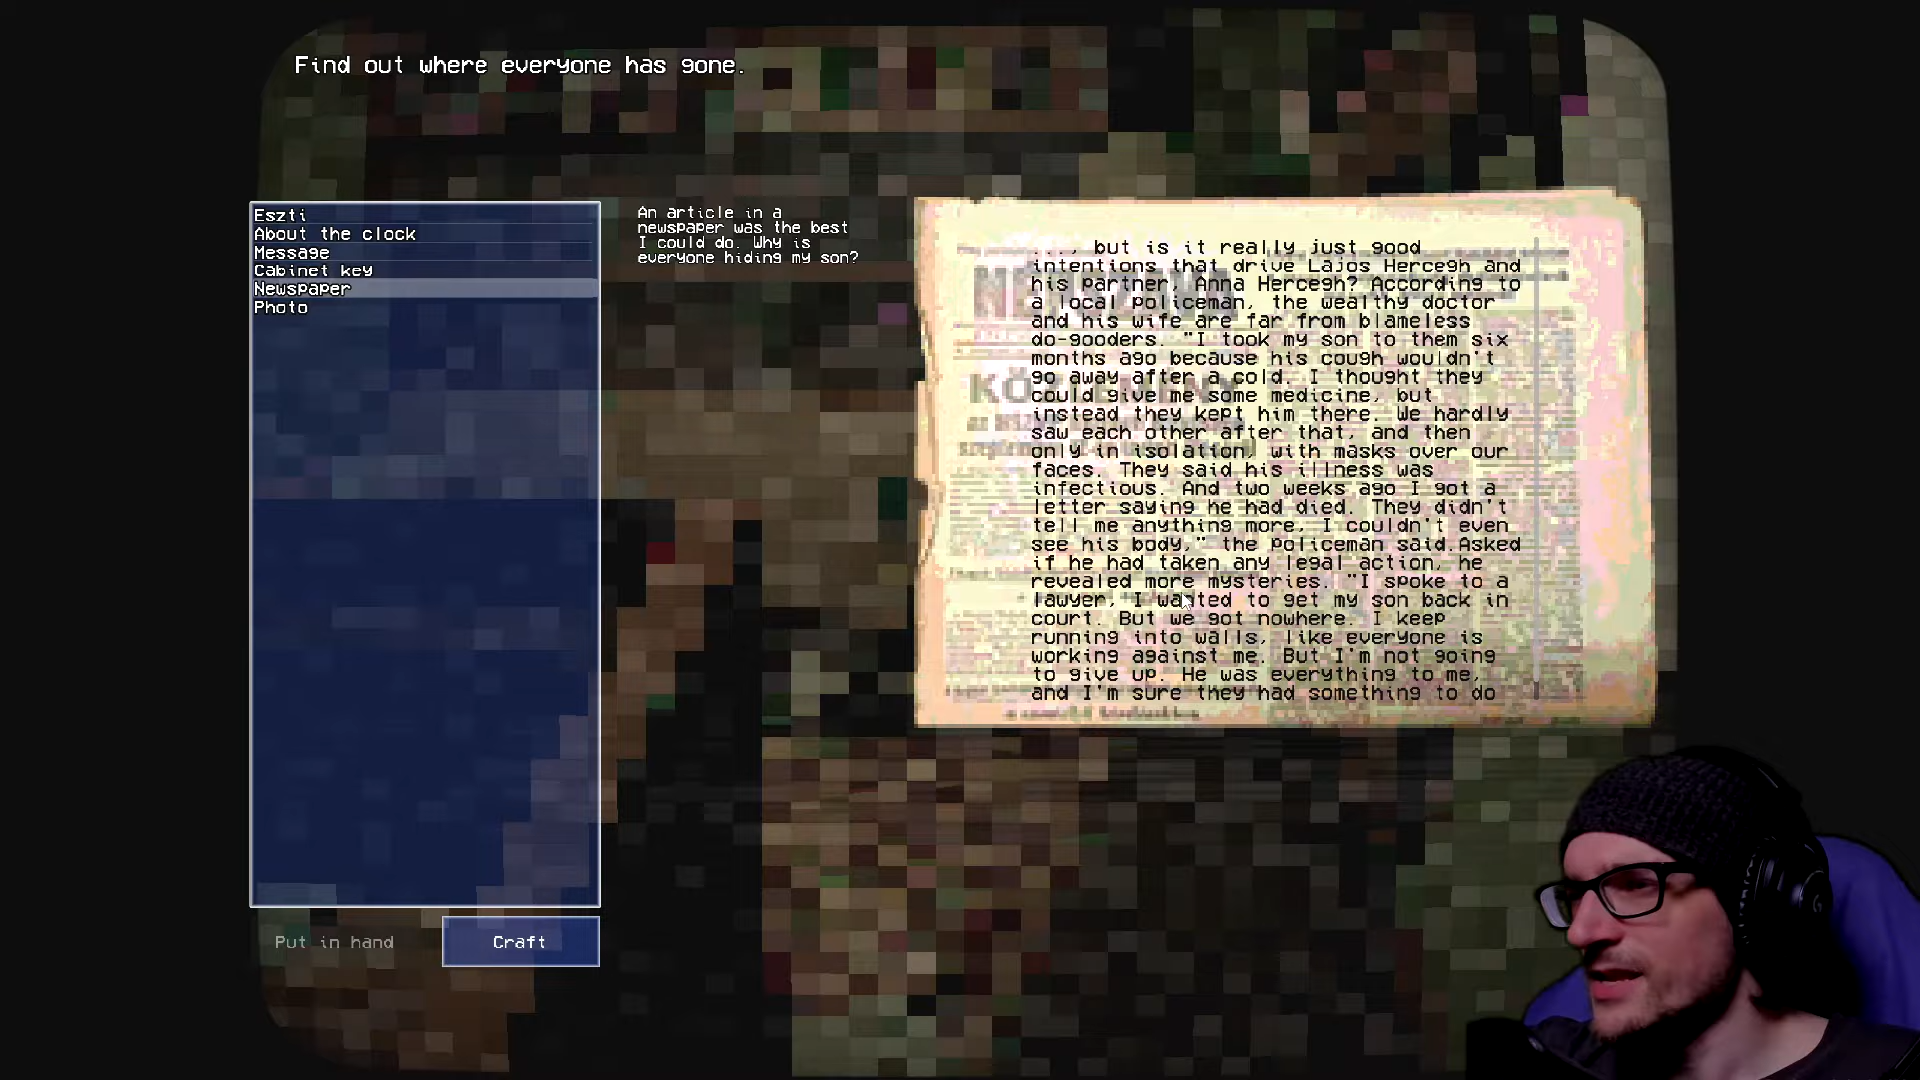 Find out where everyone has gone.
Eszti
About the clock
Message
Cabinet key
Newspaper
Photo
Put in hand
Craft
An article in a
newspaper was the best
I could do. Why is
everyone hiding my son?
..., but is it really just good
intentions that drive Lajos Hercegh and
his partner, Anna Hercegh? According to
a local policeman, the wealthy doctor
and his wife are far from blameless
do-gooders. "I took my son to them six
months ago because his cough wouldn't
go away after a cold. I thought they
could give me some medicine, but
instead they kept him there. We hardly
saw each other after that, and then
only in isolation, with masks over our
faces. They said his illness was
infectious. And two weeks ago I got a
letter saying he had died. They didn't
tell me anything more, I couldn't even
see his body," the policeman said.Asked
if he had taken any legal action, he
revealed more mysteries. "I spoke to a
lawyer, I wanted to get my son back in
court. But we got nowhere. I keep
running into walls, like everyone is
working against me. But I'm not going
to give up. He was everything to me,
and I'm sure they had something to do